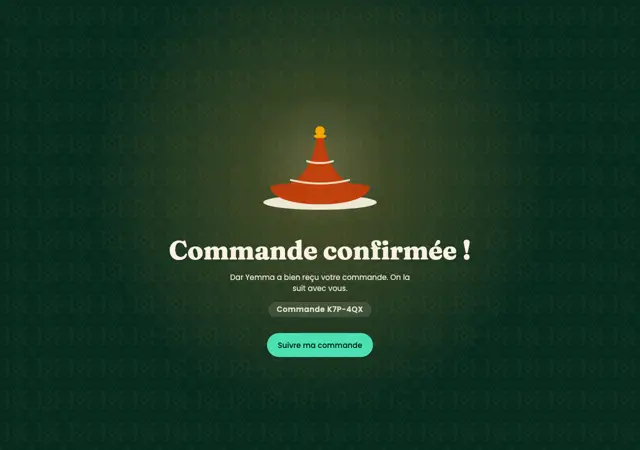 Commande confirmée !
Dar Yemma a bien reçu votre commande. On la
suit avec vous.
Commande K7P-4QX
Suivre ma commande